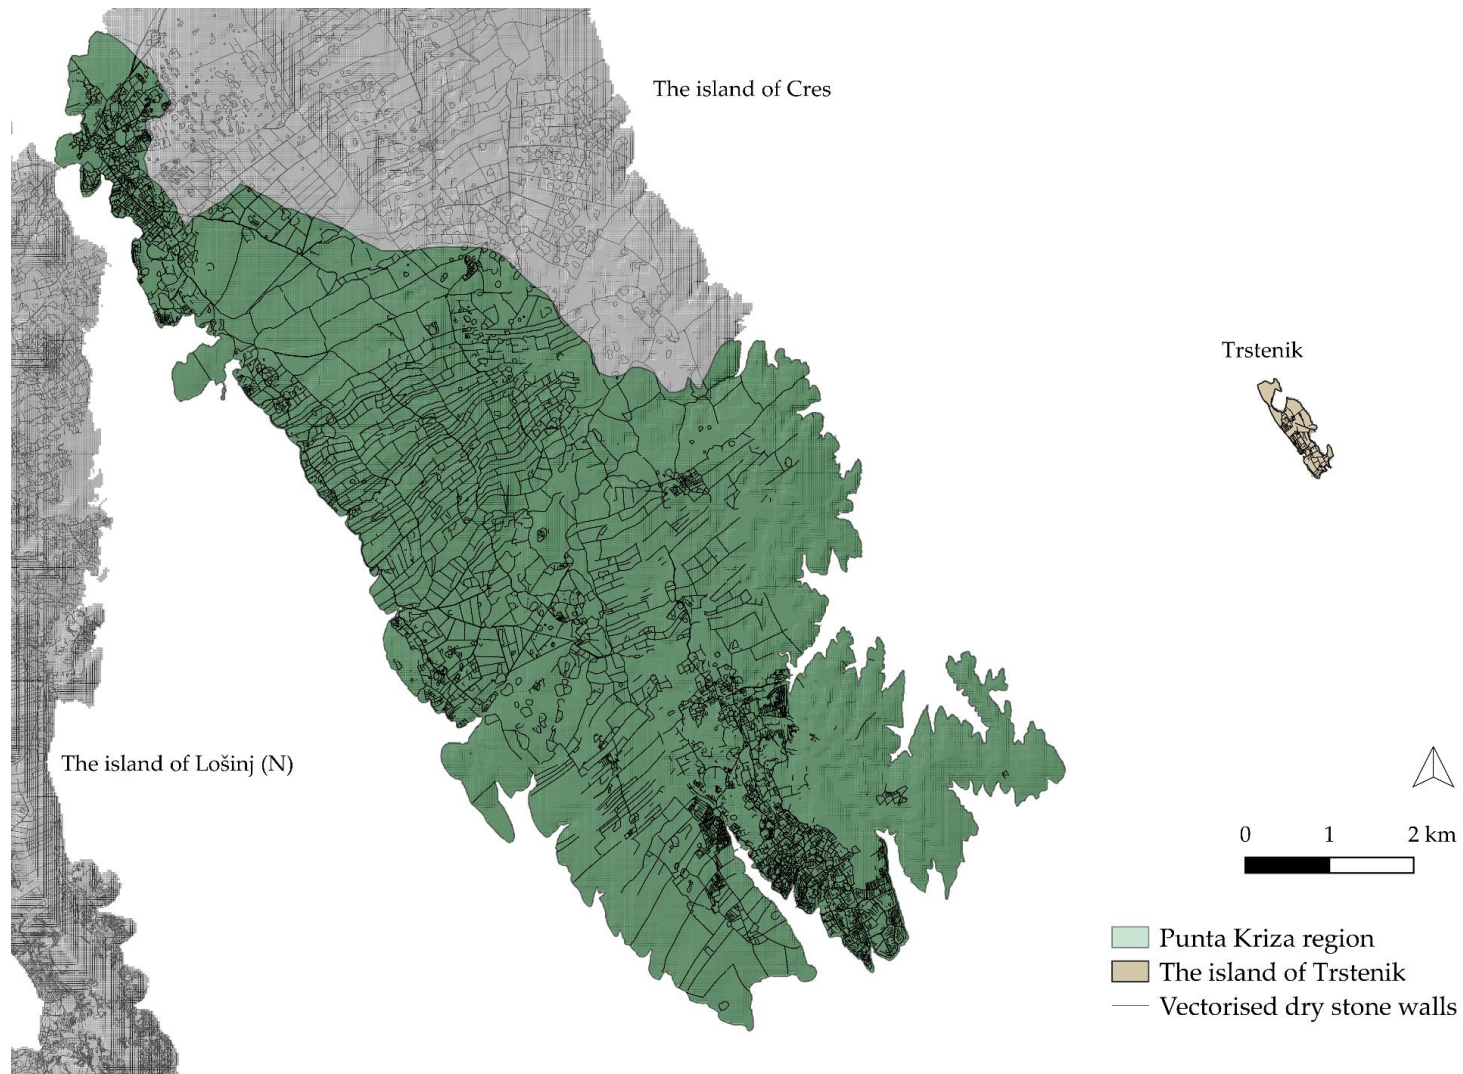 The island of Cres
Trstenik
The island of Lošinj (N)
0 1 2 km
Punta Kriza region
The island of Trstenik
Vectorised dry stone walls